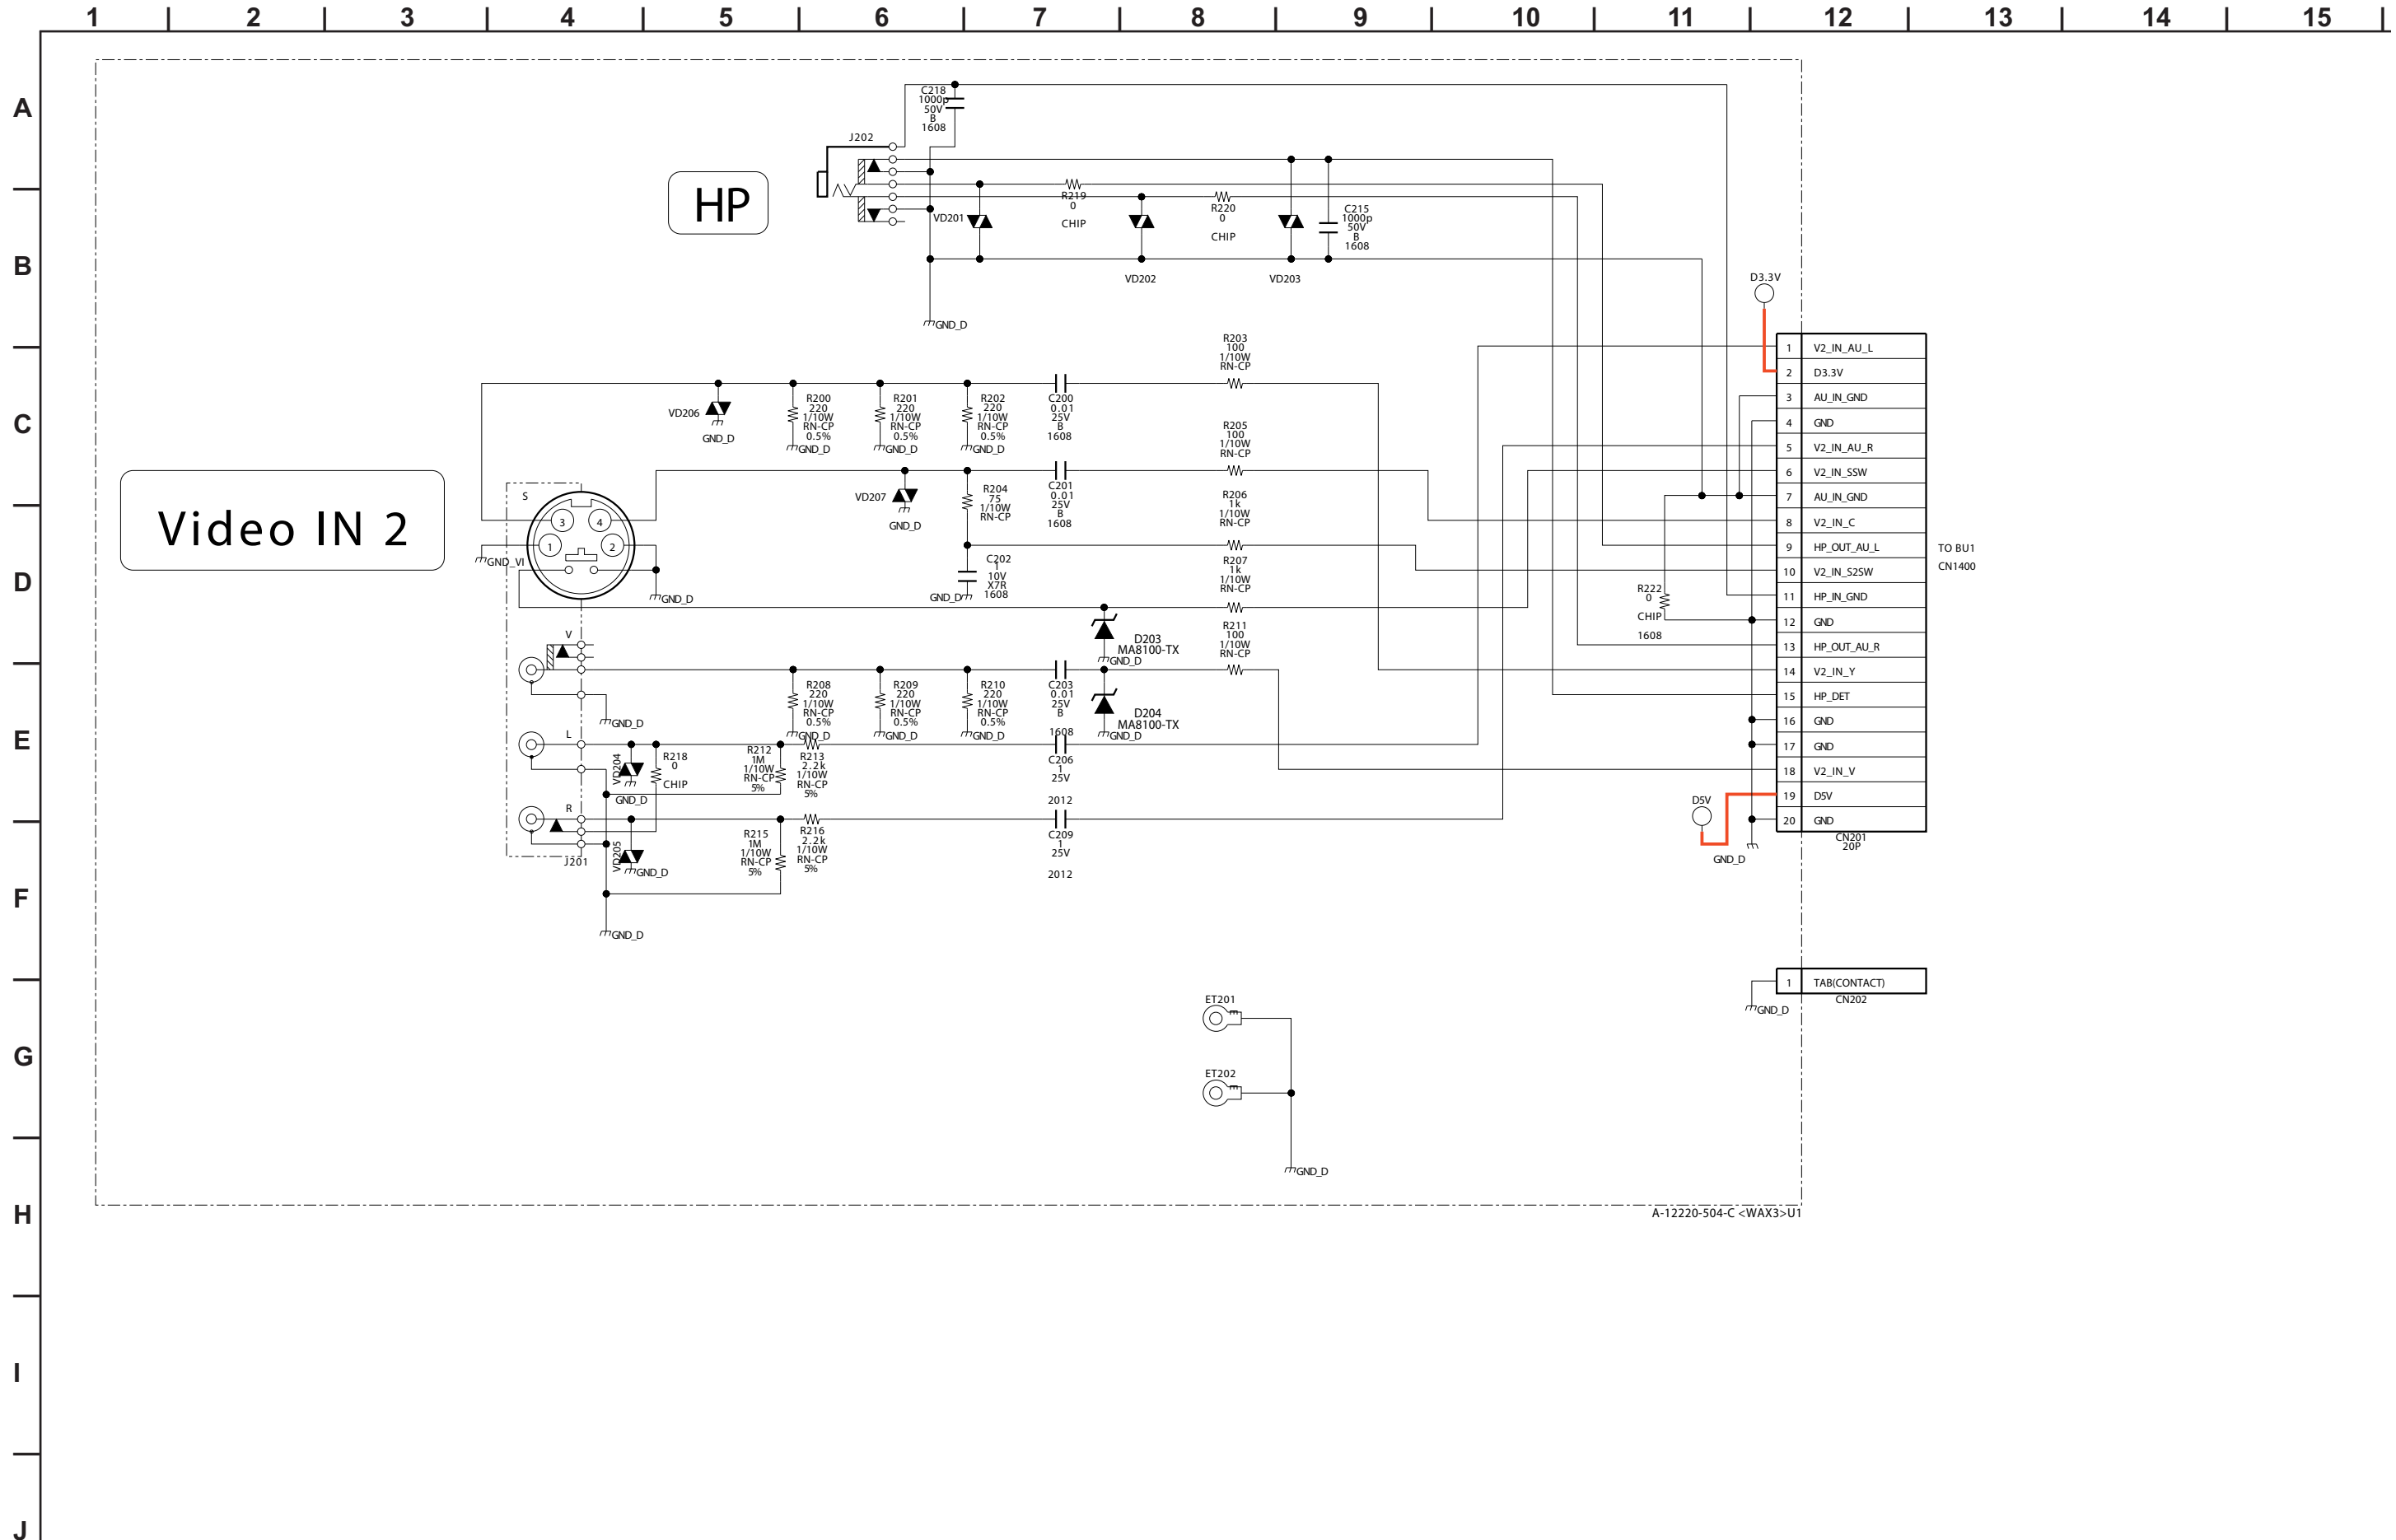 1 2 3 4 5 6 7 8 9 10 11 12 13 14 15
A
B
C
D
E
F
G
H
I
J
C218
1000p
50V
B
1608
J202
HP
VD201
R219
0
CHIP
R220
0
CHIP
C215
1000p
50V
B
1608
VD202
VD203
GND_D
D3.3V
R203
100
1/10W
RN-CP
VD206
GND_D
R200
220
1/10W
RN-CP
0.5%
GND_D
R201
220
1/10W
RN-CP
0.5%
GND_D
R202
220
1/10W
RN-CP
0.5%
GND_D
C200
0.01
25V
B
1608
R205
100
1/10W
RN-CP
Video IN 2
S
3 4
1 2
GND_VI
GND_D
VD207
GND_D
R204
75
1/10W
RN-CP
C201
0.01
25V
B
1608
R206
1k
1/10W
RN-CP
C202
1
10V
X7R
1608
GND_D
R207
1k
1/10W
RN-CP
D203
MA8100-TX
GND_D
R211
100
1/10W
RN-CP
V
GND_D
R208
220
1/10W
RN-CP
0.5%
GND_D
R209
220
1/10W
RN-CP
0.5%
GND_D
R210
220
1/10W
RN-CP
0.5%
GND_D
C203
0.01
25V
B
1608
D204
MA8100-TX
GND_D
L
VD204
GND_D
R218
0
CHIP
R212
1M
1/10W
RN-CP
5%
R213
2.2k
1/10W
RN-CP
5%
C206
1
25V
2012
R
J201
VD205
GND_D
R215
1M
1/10W
RN-CP
5%
R216
2.2k
1/10W
RN-CP
5%
C209
1
25V
2012
GND_D
R222
0
CHIP
1608
D5V
GND_D
1 V2_IN_AU_L
2 D3.3V
3 AU_IN_GND
4 GND
5 V2_IN_AU_R
6 V2_IN_SSW
7 AU_IN_GND
8 V2_IN_C
9 HP_OUT_AU_L
10 V2_IN_S2SW
11 HP_IN_GND
12 GND
13 HP_OUT_AU_R
14 V2_IN_Y
15 HP_DET
16 GND
17 GND
18 V2_IN_V
19 D5V
20 GND
CN201
20P
TO BU1
CN1400
1 TAB(CONTACT)
CN202
GND_D
ET201
E
ET202
E
GND_D
A-12220-504-C <WAX3>U1